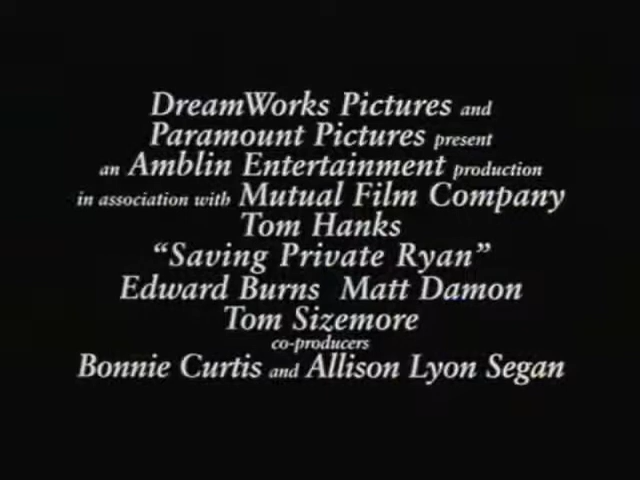 DreamWorks Pictures and
Paramount Pictures present
an Amblin Entertainment production
in association with Mutual Film Company
Tom Hanks
“Saving Private Ryan”
Edward Burns Matt Damon
Tom Sizemore
co-producers
Bonnie Curtis and Allison Lyon Segan